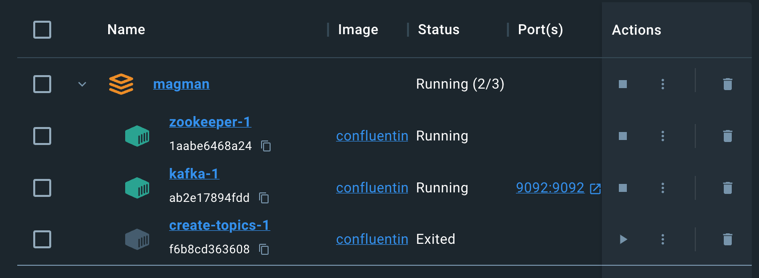 Name Image Status Port(s) Actions
magman Running (2/3)
zookeeper-1
1aabe6468a24 confluentin Running
kafka-1
ab2e17894fdd confluentin Running 9092:9092
create-topics-1
f6b8cd363608 confluentin Exited